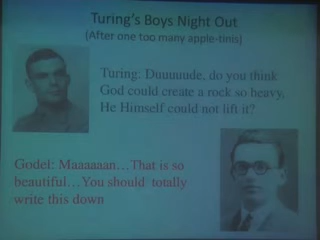 Turing's Boys Night Out
(After one too many apple-tinis)
Turing: Duuuuude, do you think
God could create a rock so heavy,
He Himself could not lift it?
Godel: Maaaaaan…That is so
beautiful…You should totally
write this down